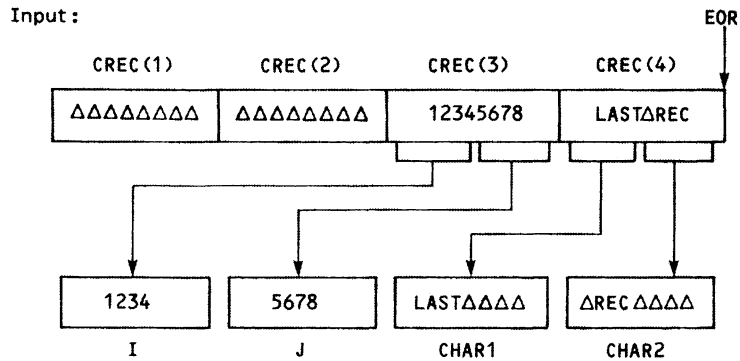 Input:
EOR
CREC(1) CREC(2) CREC(3) CREC(4)
ΔΔΔΔΔΔΔΔ ΔΔΔΔΔΔΔΔ 12345678 LASTΔREC
1234 5678 LASTΔΔΔΔ ΔRECΔΔΔΔ
I J CHAR1 CHAR2